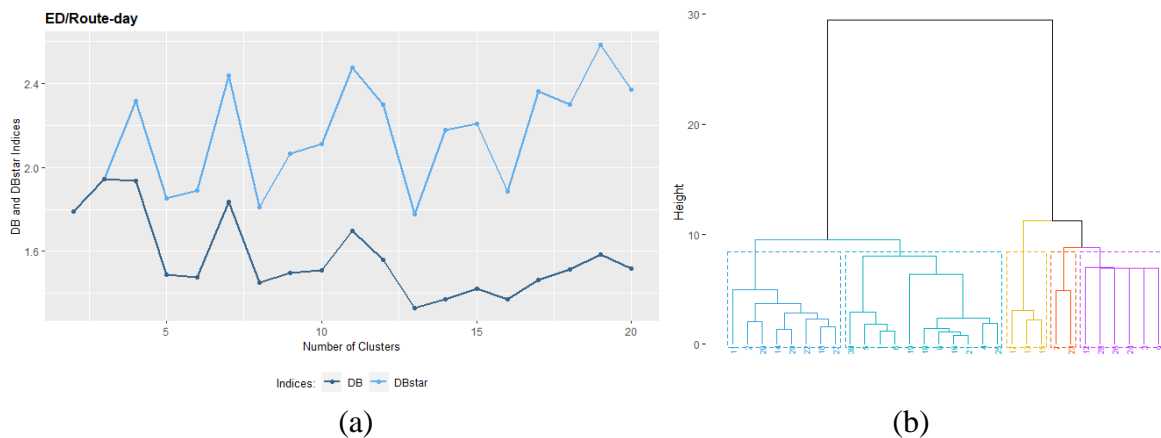 ED/Route-day
DB and DBstar Indices
2.4
2.0
1.6
5
10
15
20
Number of Clusters
Indices: DB DBstar
(a)
Height
30
20
10
0
(b)